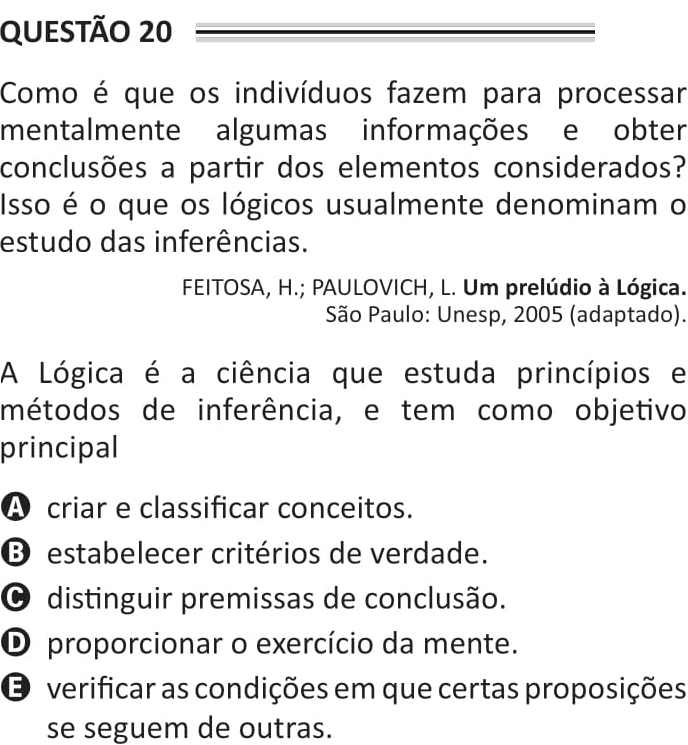 QUESTÃO 20
Como é que os indivíduos fazem para processar
mentalmente algumas informações e obter
conclusões a partir dos elementos considerados?
Isso é o que os lógicos usualmente denominam o
estudo das inferências.
FEITOSA, H.; PAULOVICH, L. Um prelúdio à Lógica.
São Paulo: Unesp, 2005 (adaptado).
A Lógica é a ciência que estuda princípios e
métodos de inferência, e tem como objetivo
principal
A criar e classificar conceitos.
B estabelecer critérios de verdade.
C distinguir premissas de conclusão.
D proporcionar o exercício da mente.
E verificar as condições em que certas proposições
se seguem de outras.